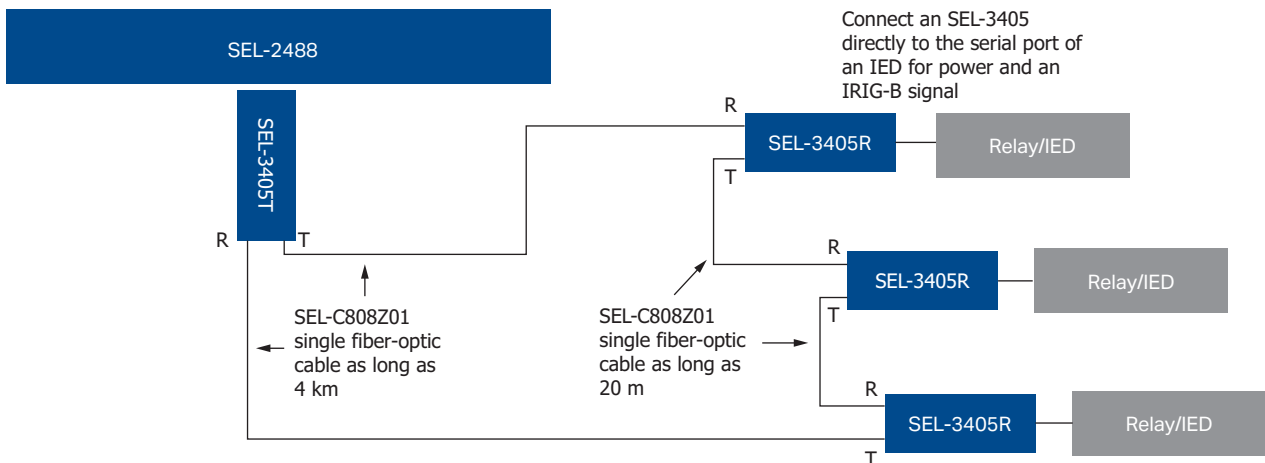 SEL-2488
Connect an SEL-3405
directly to the serial port of
an IED for power and an
IRIG-B signal
SEL-3405T
R
T
R
SEL-3405R
Relay/IED
T
R
SEL-3405R
Relay/IED
T
SEL-C808Z01
single fiber-optic
cable as long as
4 km
SEL-C808Z01
single fiber-optic
cable as long as
20 m
R
SEL-3405R
Relay/IED
T